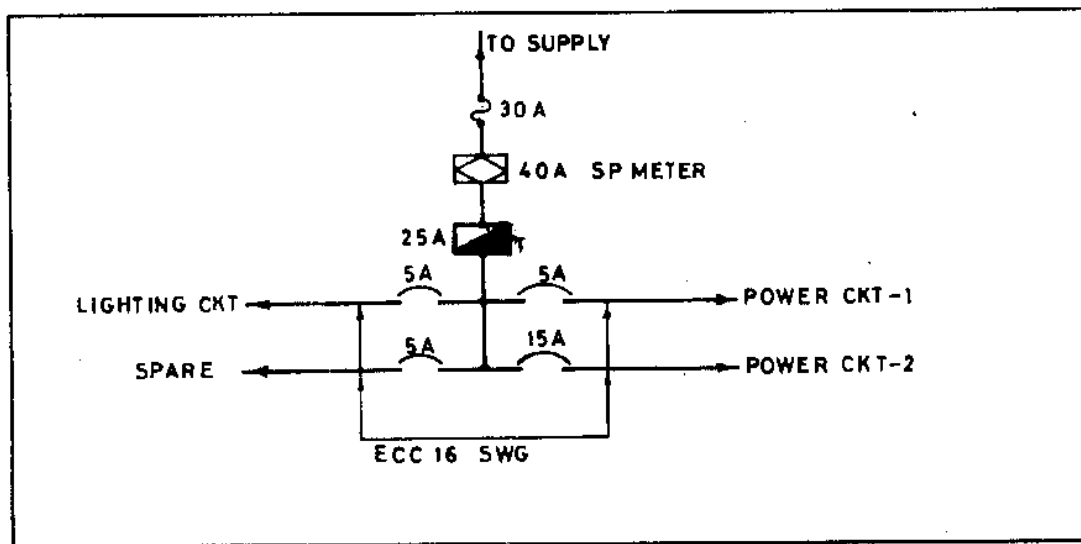 TO SUPPLY
30A
40A SP METER
25A
5A 5A
LIGHTING CKT POWER CKT-1
5A 15A
SPARE POWER CKT-2
ECC 16 SWG